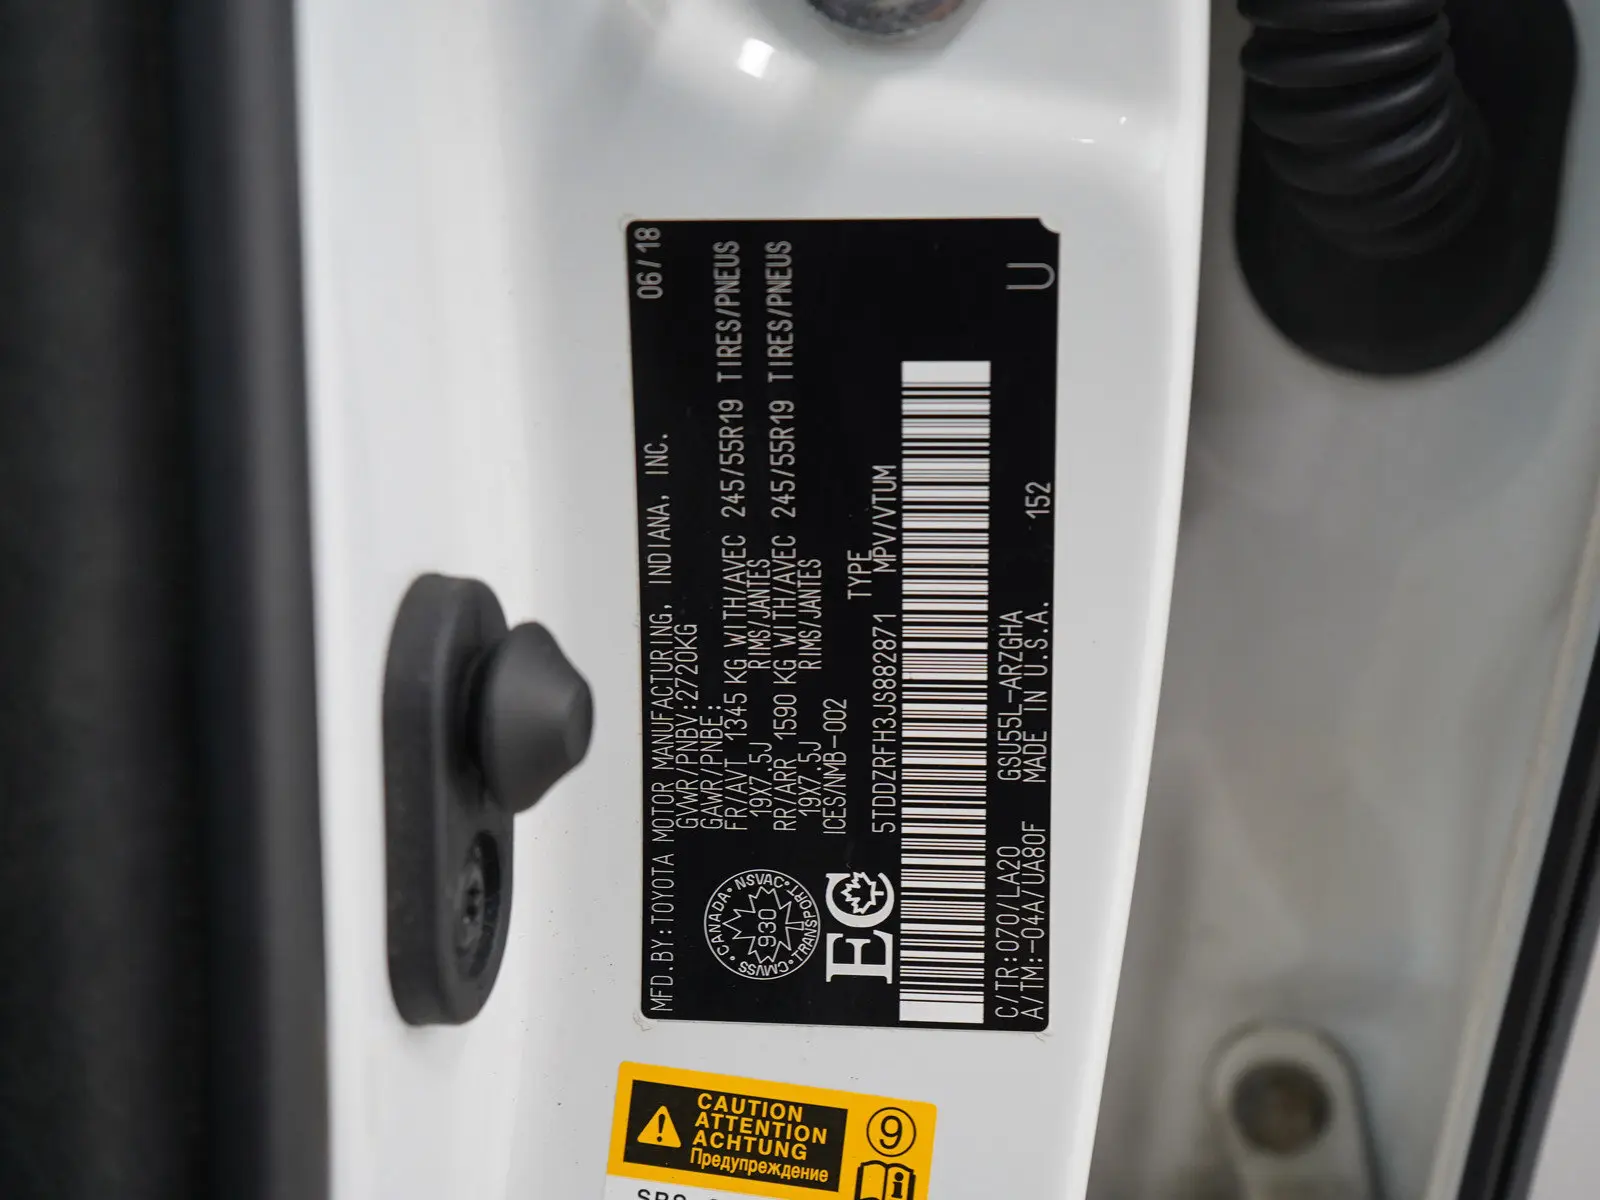 MFD.BY:TOYOTA MOTOR MANUFACTURING, INDIANA, INC. 06/18
GVWR/PNBV:2720KG
GAWR/PNBE:
FR/AVT 1345 KG WITH/AVEC 245/55R19 TIRES/PNEUS
19X7.5J RIMS/JANTES
RR/ARR 1590 KG WITH/AVEC 245/55R19 TIRES/PNEUS
19X7.5J RIMS/JANTES
ICES/NMB-002
CANADA • NSVAC • TRANSPORT • CMVSS •
930
EC
TYPE
5TDDZRFH3JS882871 MPV/VTUM
C/TR:070/LA20 GSU55L-ARZGHA
A/TM:-04A/UA80F MADE IN U.S.A. 152
U
CAUTION
ATTENTION
ACHTUNG
Предупреждение
9
i